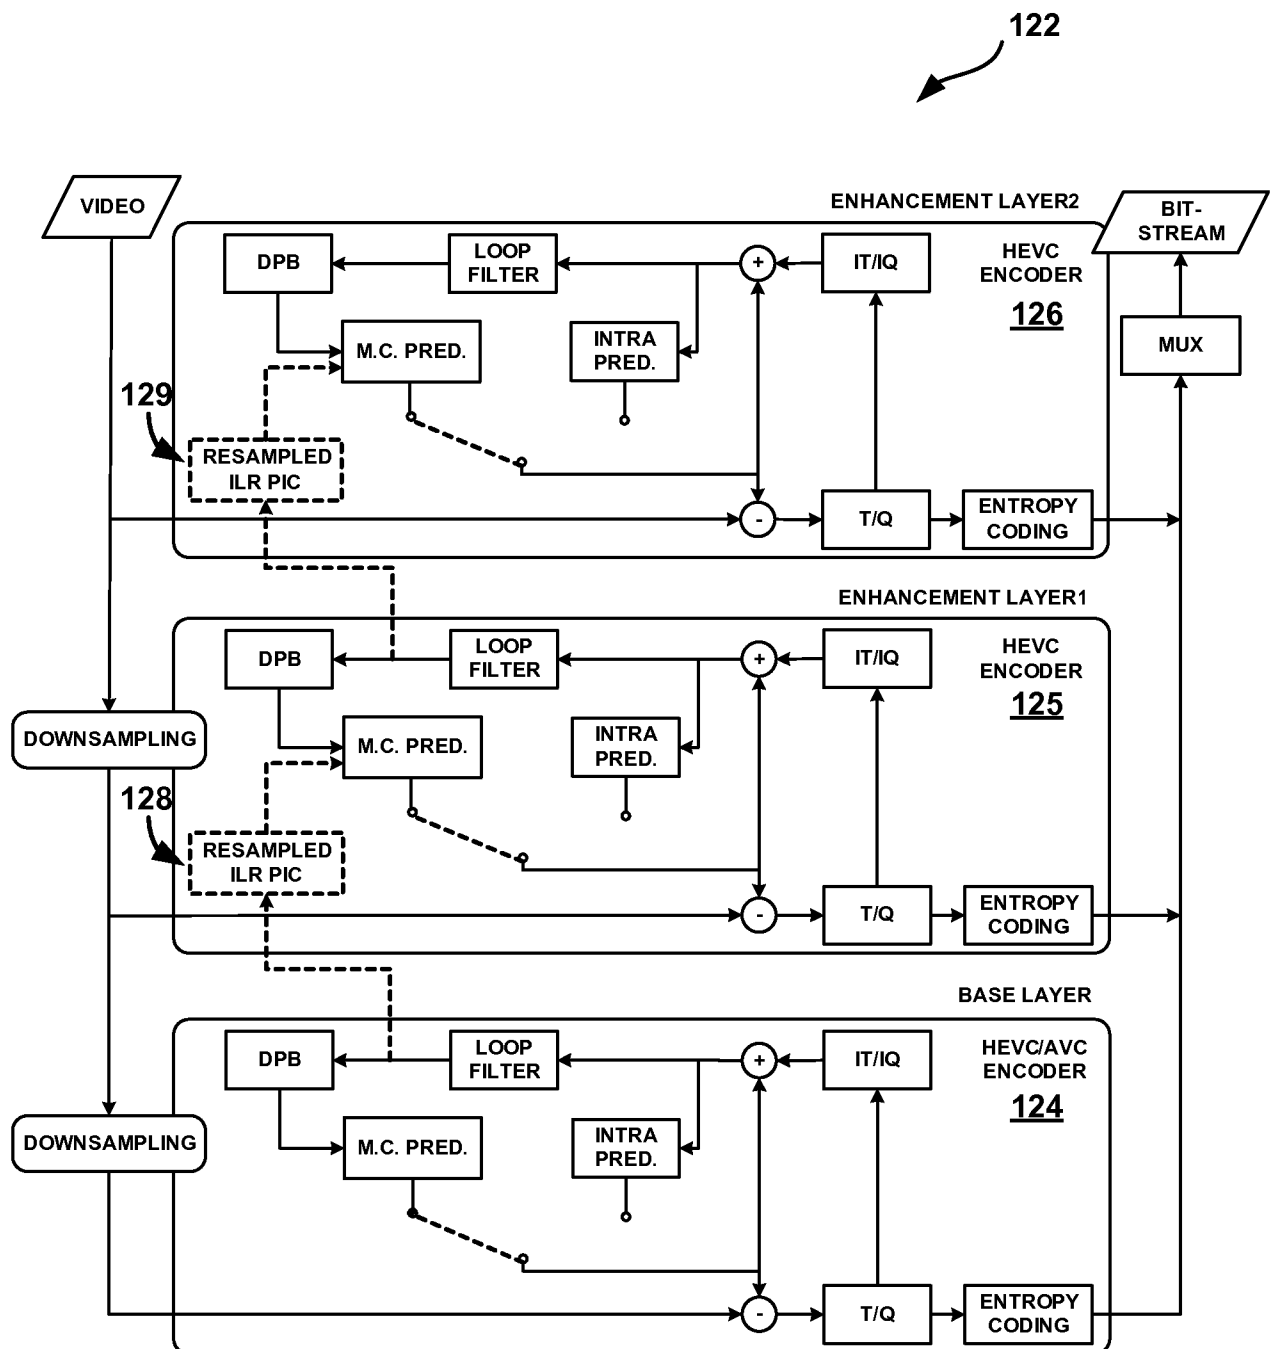 122
VIDEO
ENHANCEMENT LAYER2
BIT-
STREAM
DPB
LOOP
FILTER
+
IT/IQ
HEVC
ENCODER
126
M.C. PRED.
INTRA
PRED.
MUX
129
RESAMPLED
ILR PIC
-
T/Q
ENTROPY
CODING
ENHANCEMENT LAYER1
DPB
LOOP
FILTER
+
IT/IQ
HEVC
ENCODER
125
DOWNSAMPLING
M.C. PRED.
INTRA
PRED.
128
RESAMPLED
ILR PIC
-
T/Q
ENTROPY
CODING
BASE LAYER
DPB
LOOP
FILTER
+
IT/IQ
HEVC/AVC
ENCODER
124
DOWNSAMPLING
M.C. PRED.
INTRA
PRED.
-
T/Q
ENTROPY
CODING